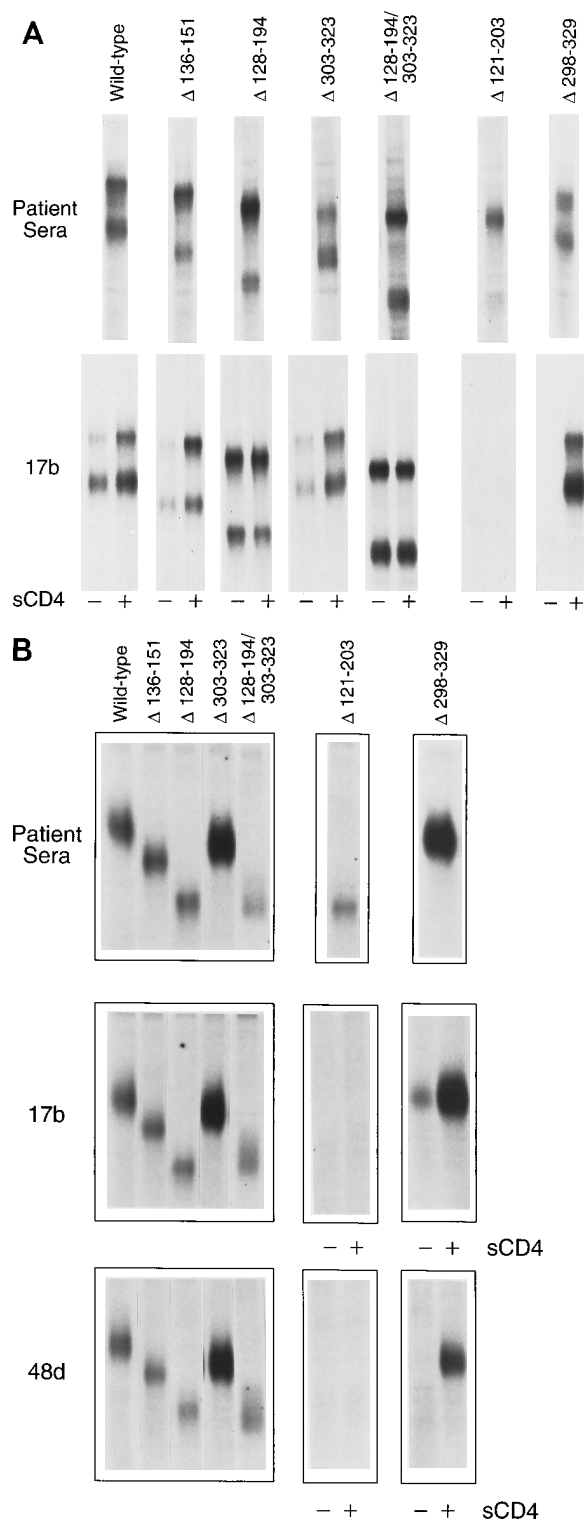 A
Wild-type
Δ 136-151
Δ 128-194
Δ 303-323
Δ 128-194/
303-323
Δ 121-203
Δ 298-329
Patient
Sera
17b
sCD4 − + − + − + − + − + − + − +
B
Wild-type
Δ 136-151
Δ 128-194
Δ 303-323
Δ 128-194/
303-323
Δ 121-203
Δ 298-329
Patient
Sera
17b
− + − + sCD4
48d
− + − + sCD4